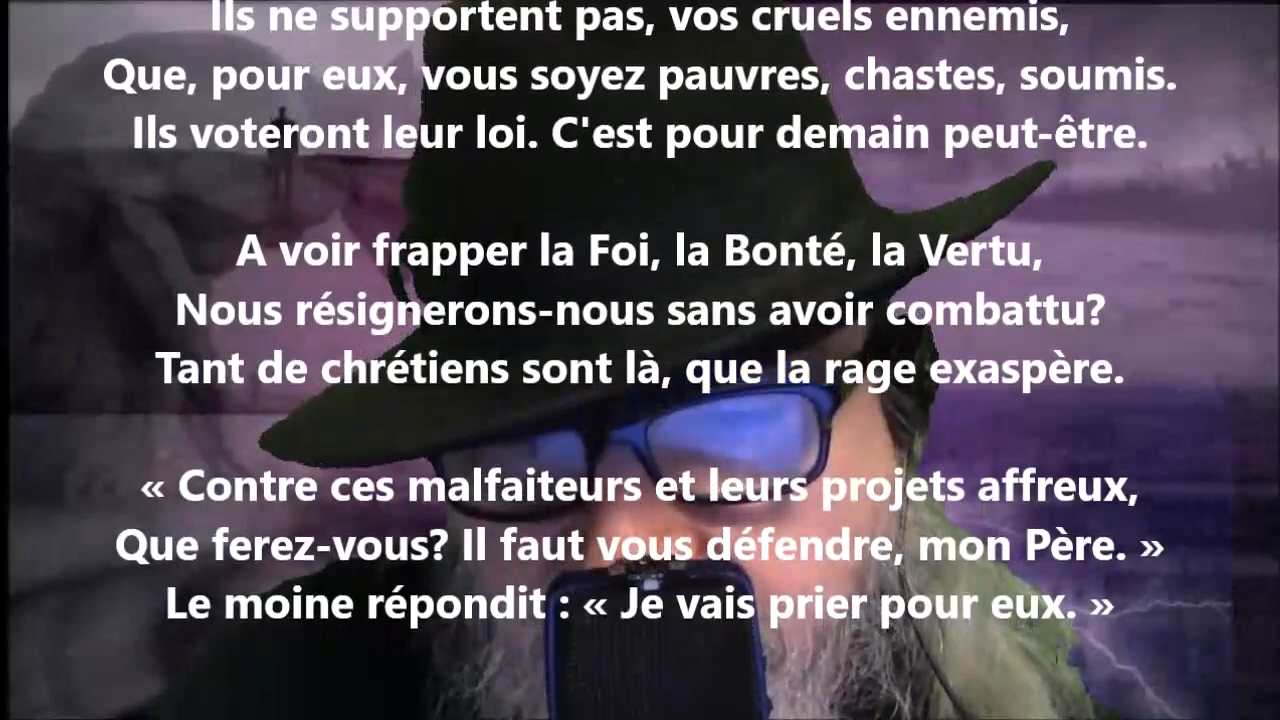 Ils ne supportent pas, vos cruels ennemis,
Que, pour eux, vous soyez pauvres, chastes, soumis.
Ils voteront leur loi. C'est pour demain peut-être.
A voir frapper la Foi, la Bonté, la Vertu,
Nous résignerons-nous sans avoir combattu?
Tant de chrétiens sont là, que la rage exaspère.
« Contre ces malfaiteurs et leurs projets affreux,
Que ferez-vous? Il faut vous défendre, mon Père. »
Le moine répondit : « Je vais prier pour eux. »